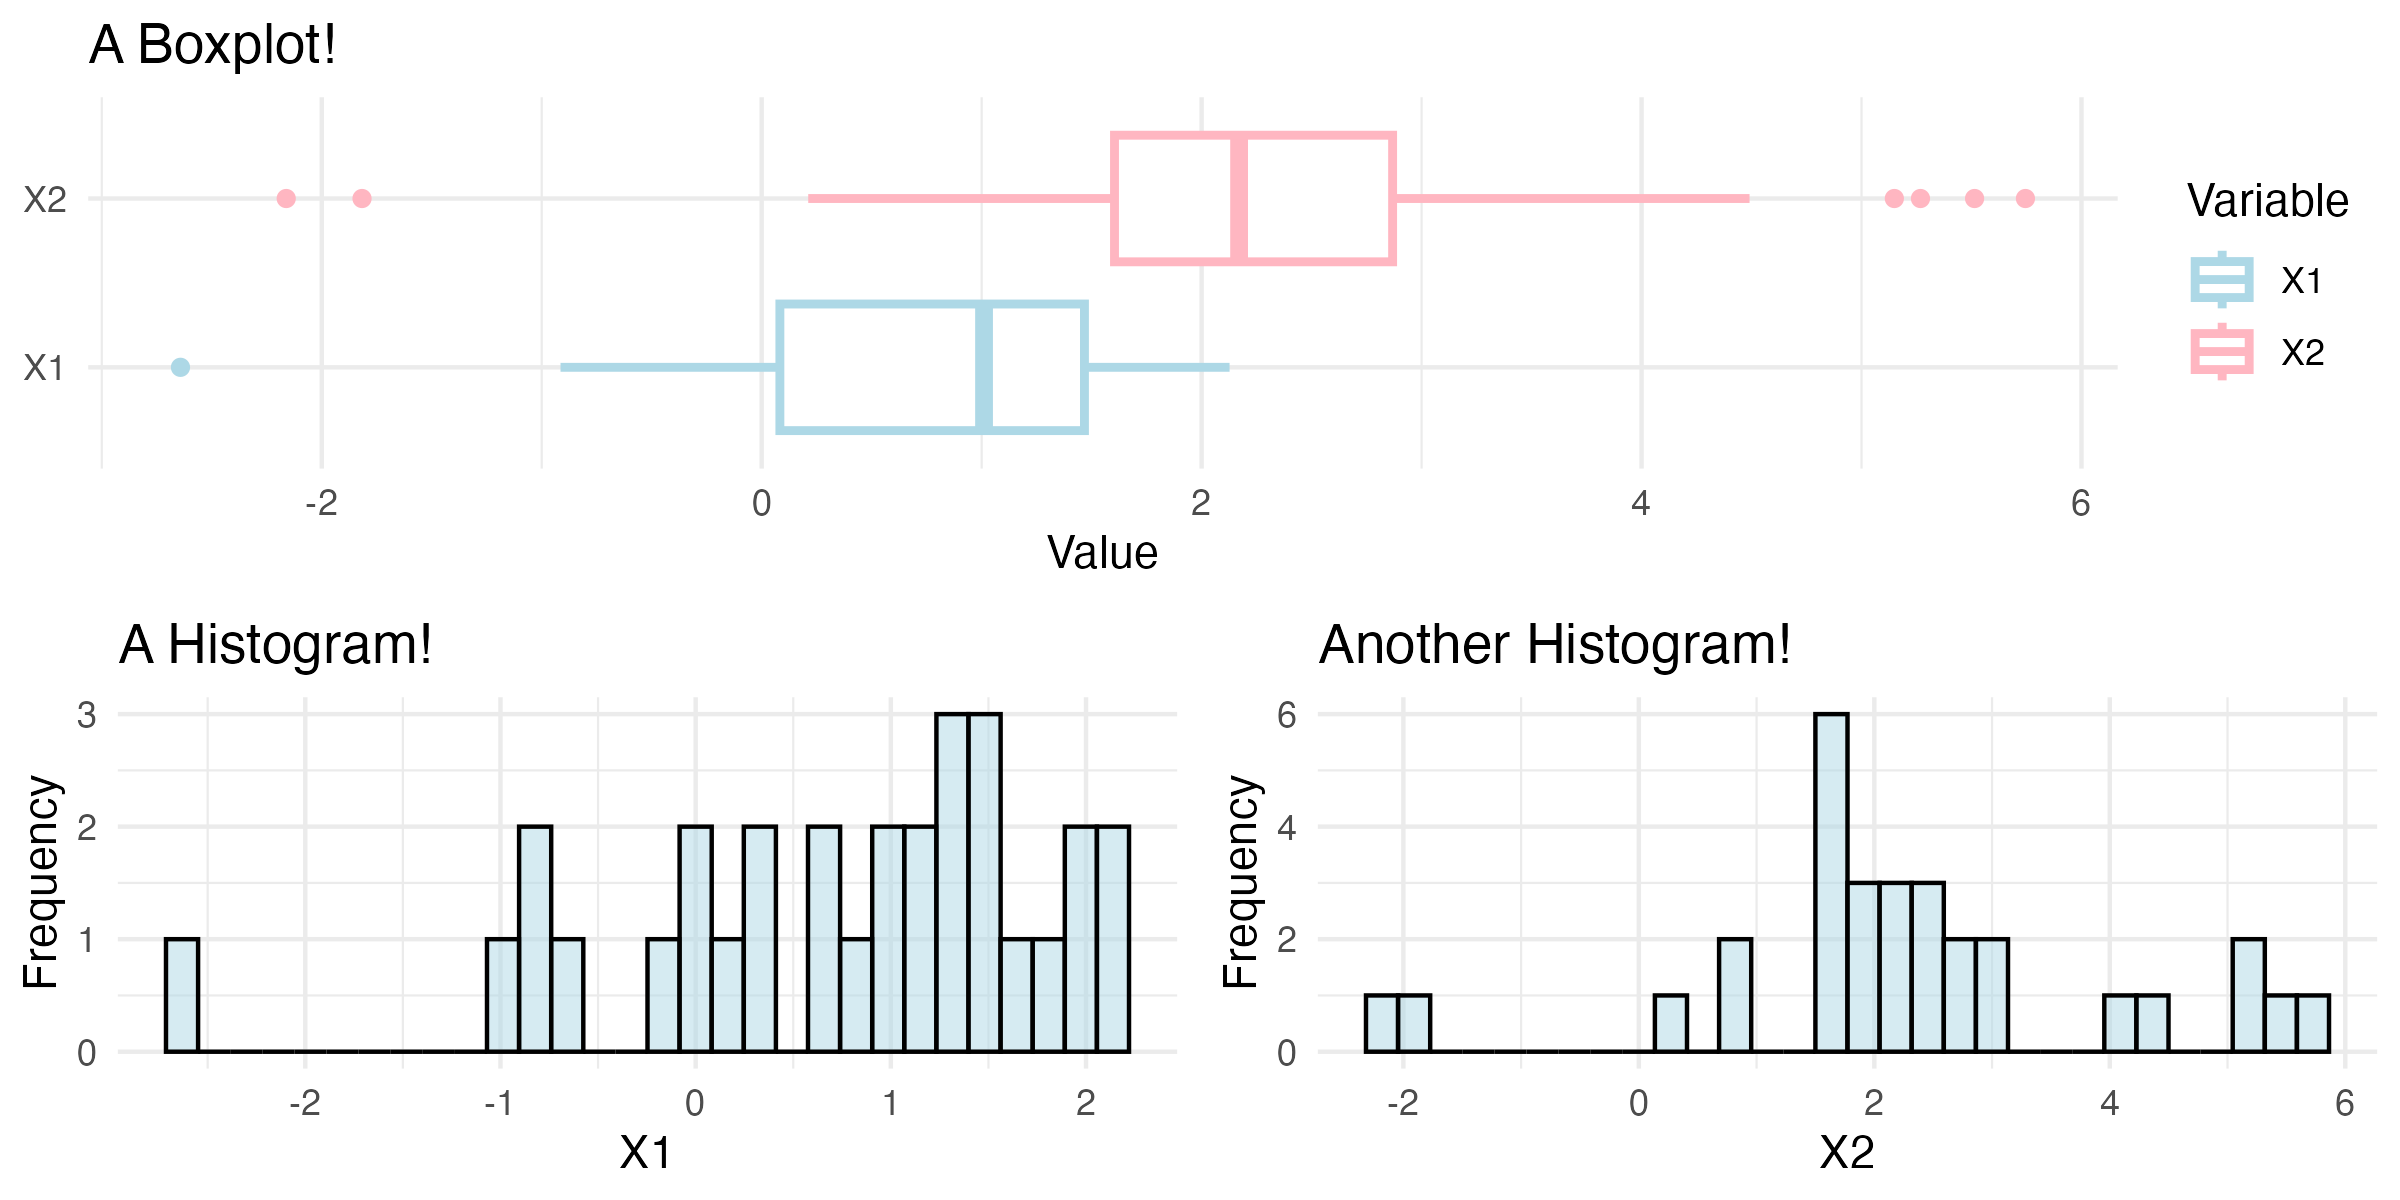 A Boxplot!
X2
X1
-2 0 2 4 6
Value
Variable
X1
X2
A Histogram!
3
2
1
0
Frequency
-2 -1 0 1 2
X1
Another Histogram!
6
4
2
0
Frequency
-2 0 2 4 6
X2